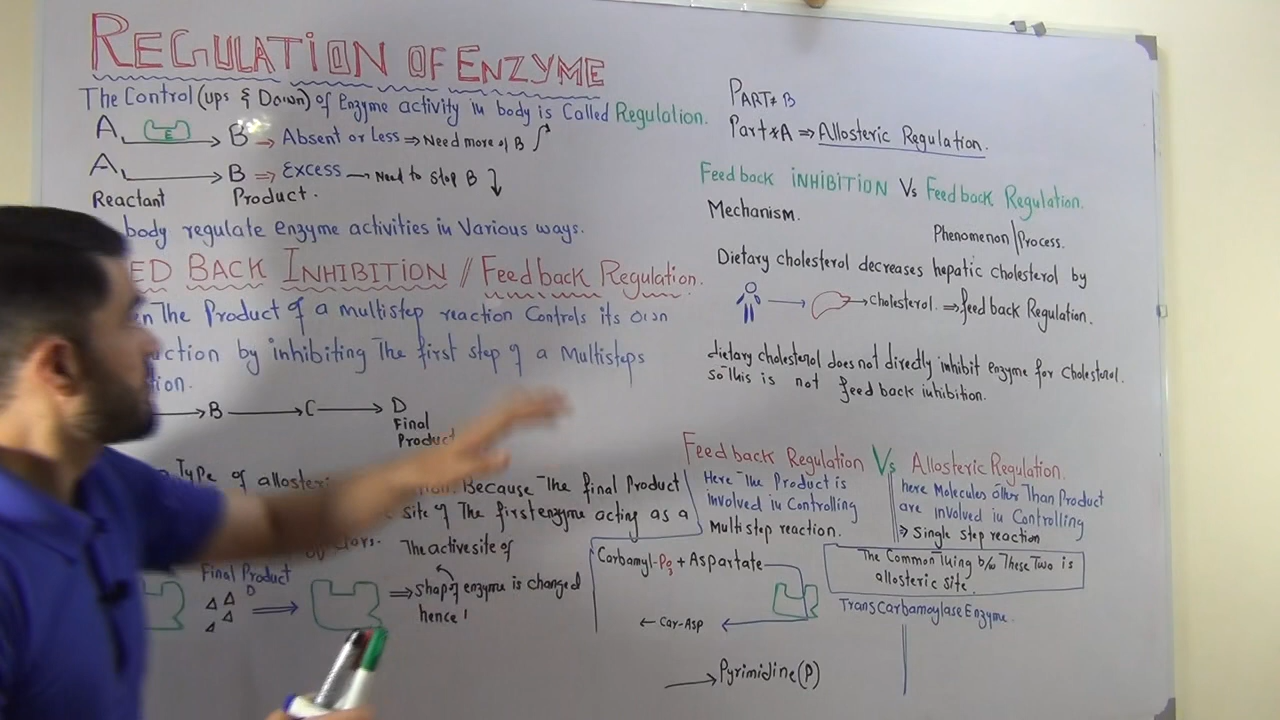 REGULATION OF ENZYME
The Control (ups & Down) of Enzyme activity in body is Called Regulation.
A E B ⇒ Absent or Less ⇒ Need more of B
A B ⇒ Excess → Need to stop B
Reactant Product.
body regulate enzyme activities in Various ways.
ED BACK INHIBITION // Feedback Regulation.
en The Product of a multistep reaction Controls its own
uction by inhibiting The first step of a Multisteps
tion.
B C D
Final
Product
Type of alloster Because The final Product
site of The first enzyme acting as a
The active site of
Final Product
D
⇒ shape of enzyme is changed
hence
PART* B
Part*A ⇒ Allosteric Regulation.
Feed back INHIBITION Vs Feedback Regulation.
Mechanism.
Phenomenon/Process.
Dietary cholesterol decreases hepatic cholesterol by
cholesterol. ⇒ feed back Regulation.
dietary cholesterol does not directly inhibit enzyme for Cholesterol.
so This is not feed back inhibition.
Feed back Regulation Vs Allosteric Regulation.
Here The Product is
involved in Controlling
Multistep reaction.
here Molecules other Than Product
are involved in Controlling
⇒ Single step reaction
The Common Thing b/w These Two is
allosteric site.
Carbamyl-Po3 + Aspartate
TransCarbamoylase Enzyme.
← Car-Asp
Pyrimidine (P)